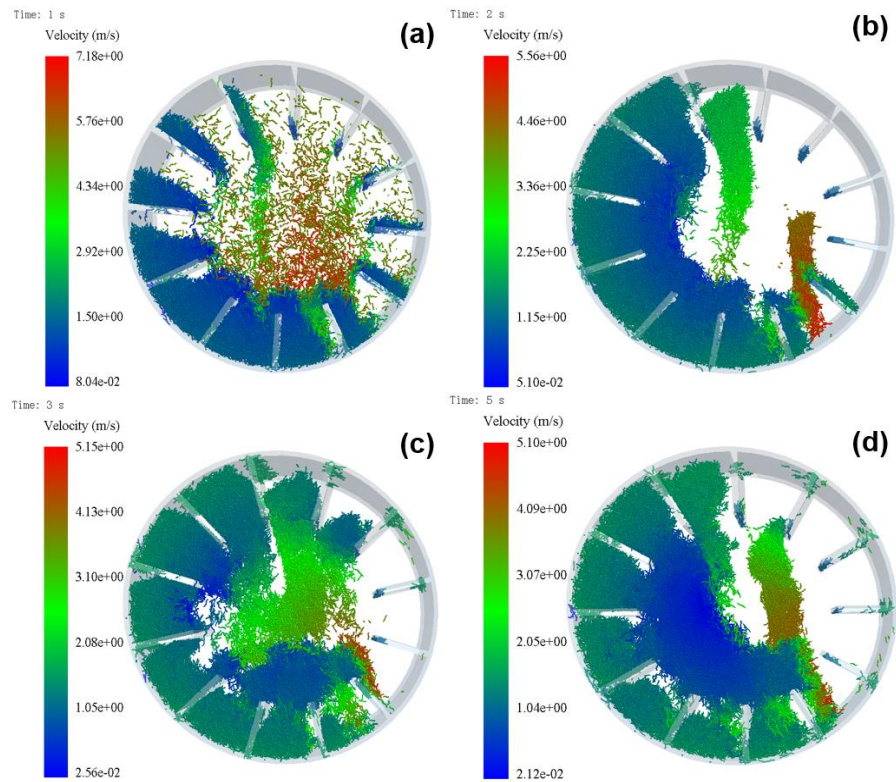 Time: 1 s
(a)
Velocity (m/s)
7.18e+00
5.76e+00
4.34e+00
2.92e+00
1.50e+00
8.04e-02
Time: 2 s
(b)
Velocity (m/s)
5.56e+00
4.46e+00
3.36e+00
2.25e+00
1.15e+00
5.10e-02
Time: 3 s
(c)
Velocity (m/s)
5.15e+00
4.13e+00
3.10e+00
2.08e+00
1.05e+00
2.56e-02
Time: 5 s
(d)
Velocity (m/s)
5.10e+00
4.09e+00
3.07e+00
2.05e+00
1.04e+00
2.12e-02